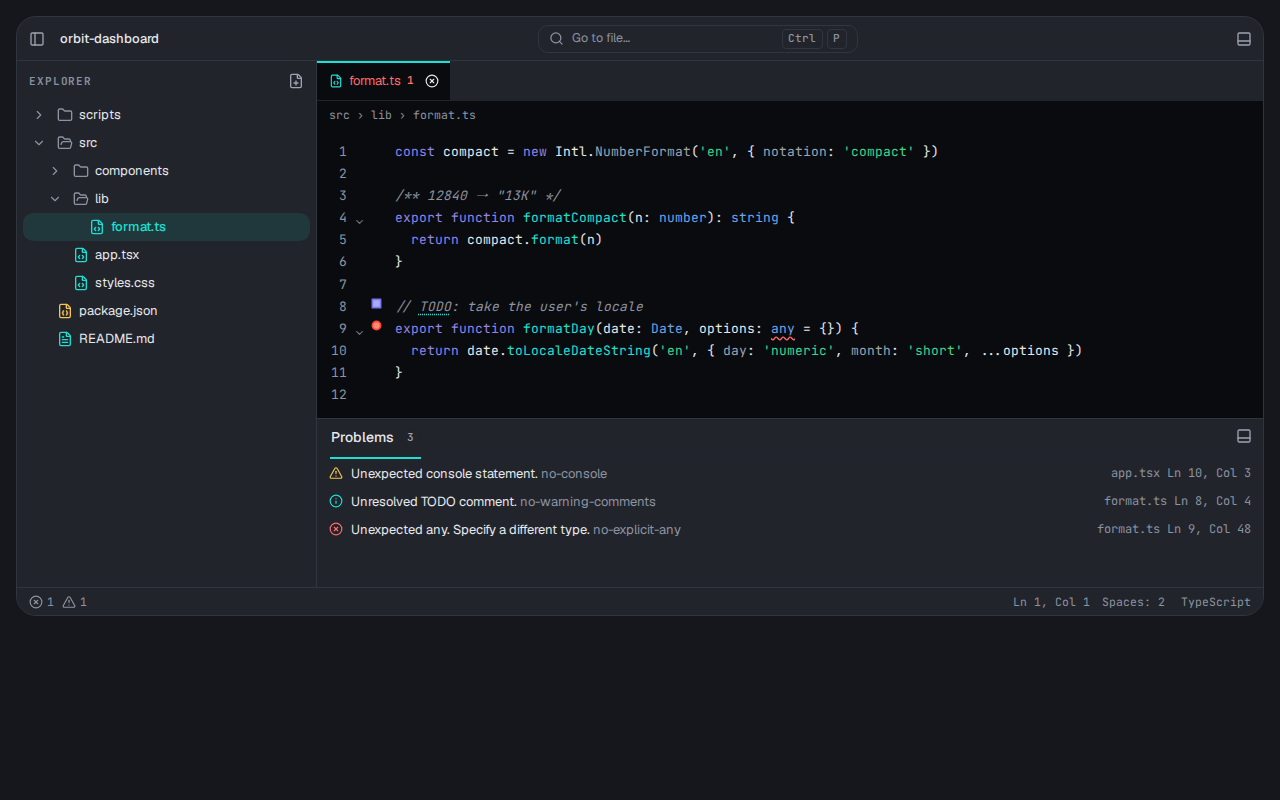 orbit-dashboard
Go to file...
Ctrl P
EXPLORER
scripts
src
components
lib
format.ts
app.tsx
styles.css
package.json
README.md
format.ts 1
src › lib › format.ts
1 const compact = new Intl.NumberFormat('en', { notation: 'compact' })
2
3 /** 12840 → "13K" */
4 export function formatCompact(n: number): string {
5 return compact.format(n)
6 }
7
8 // TODO: take the user's locale
9 export function formatDay(date: Date, options: any = {}) {
10 return date.toLocaleDateString('en', { day: 'numeric', month: 'short', ...options })
11 }
12
Problems 3
Unexpected console statement. no-console app.tsx Ln 10, Col 3
Unresolved TODO comment. no-warning-comments format.ts Ln 8, Col 4
Unexpected any. Specify a different type. no-explicit-any format.ts Ln 9, Col 48
1 1 Ln 1, Col 1 Spaces: 2 TypeScript